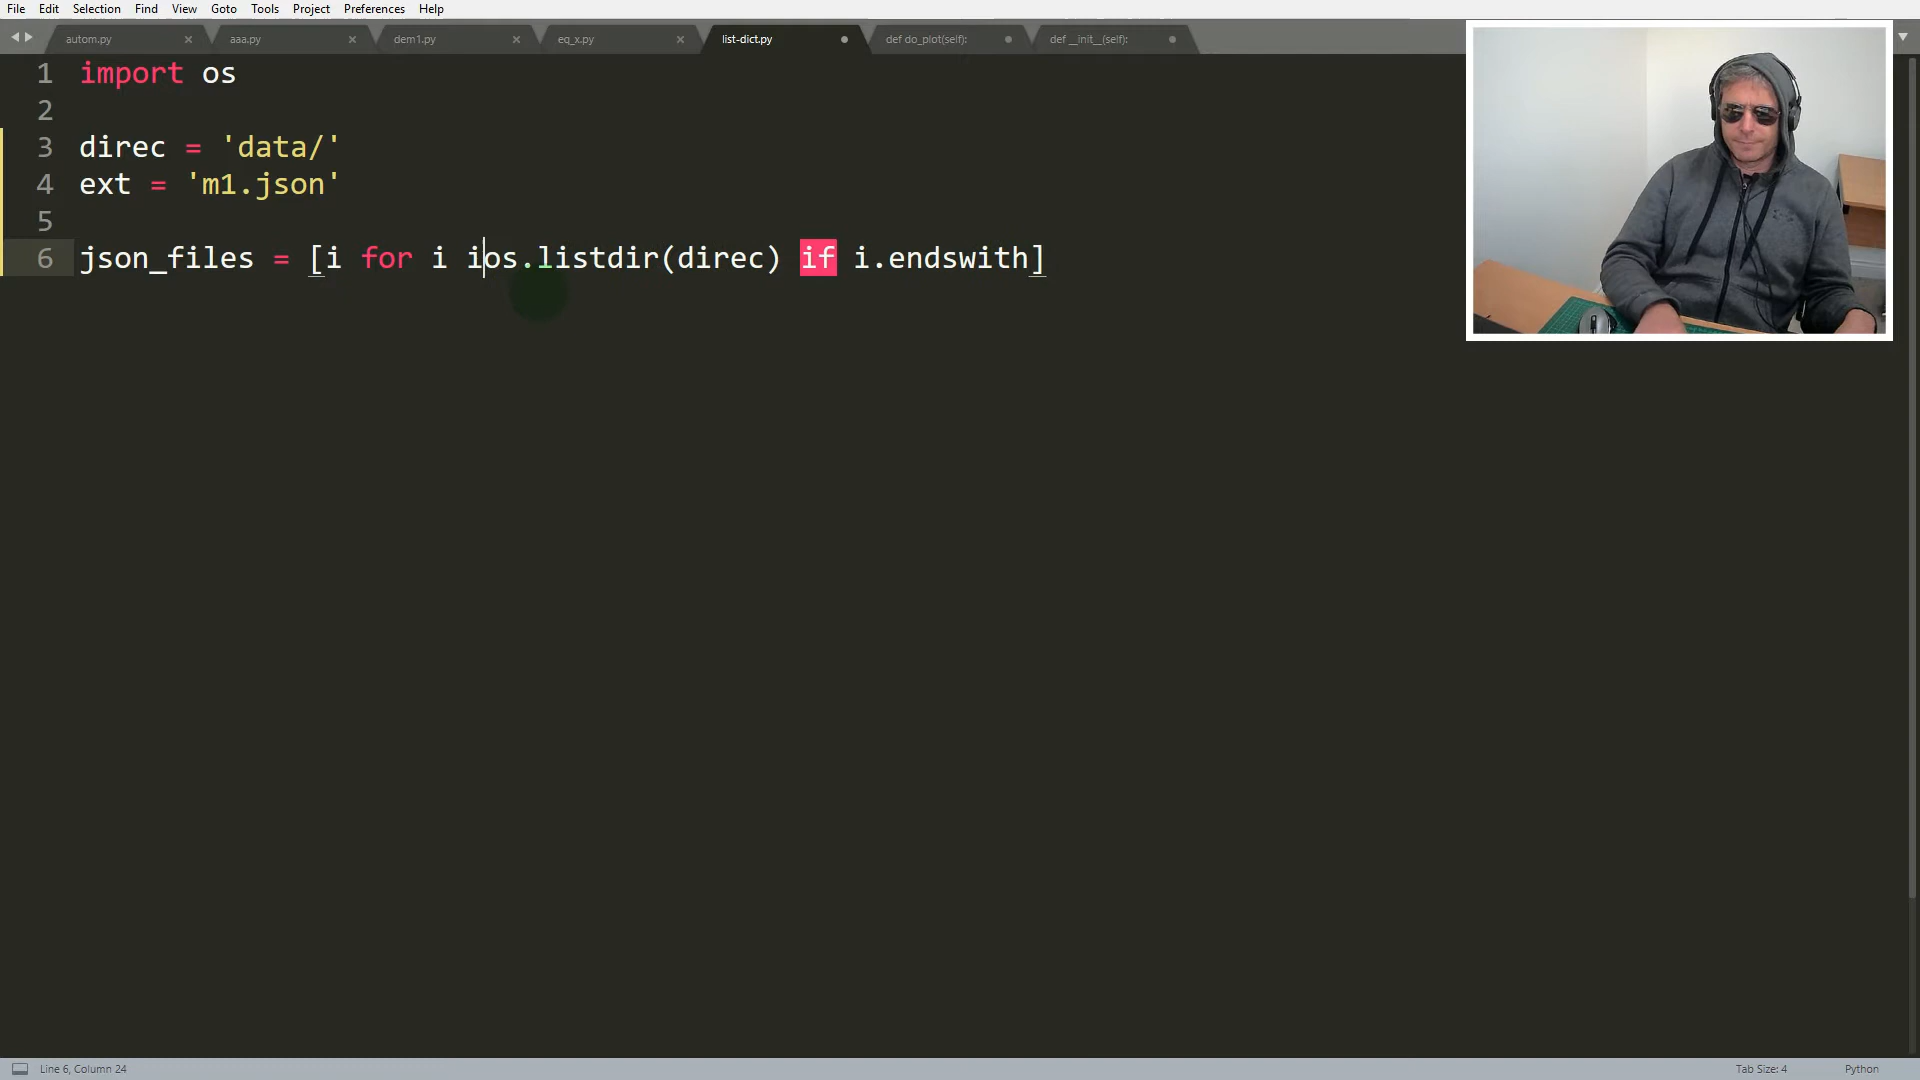 File Edit Selection Find View Goto Tools Project Preferences Help
autom.py aaa.py dem1.py eq_x.py list-dict.py def do_plot(self): def __init__(self):
1 import os
2
3 direc = 'data/'
4 ext = 'm1.json'
5
6 json_files = [i for i ios.listdir(direc) if i.endswith]
Line 6, Column 24 Tab Size: 4 Python